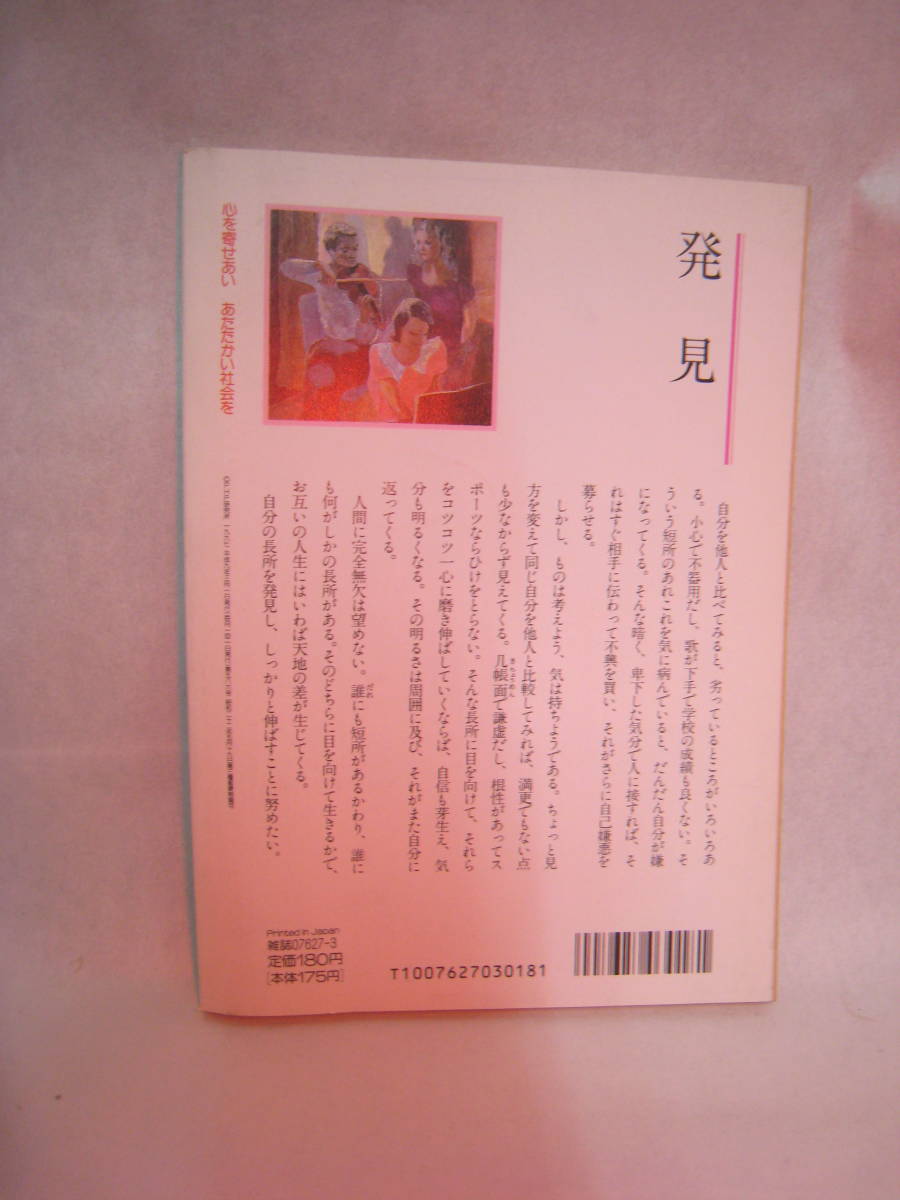 発見
自分を他人と比べてみると、劣っているところがいろいろあ
る。小心で不器用だし、歌が下手で学校の成績も良くない。そ
ういう短所のあれこれを気に病んでいると、だんだん自分が嫌
になってくる。そんな暗く、卑下した気分で人に接すれば、そ
れはすぐ相手に伝わって不興を買い、それがさらに自己嫌悪を
募らせる。
しかし、ものは考えよう、気は持ちようである。ちょっと見
方を変えて同じ自分を他人と比較してみれば、満更でもない点
も少なからず見えてくる。几帳面で謙虚だし、根性があってス
ポーツならひけをとらない。そんな長所に目を向けて、それら
をコツコツ一心に磨き伸ばしていくならば、自信も芽生え、気
分も明るくなる。その明るさは周囲に及び、それがまた自分に
返ってくる。
人間に完全無欠は望めない。誰にも短所があるかわり、誰に
も何がしかの長所がある。そのどちらに目を向けて生きるかで、
お互いの人生にはいわば天地の差が生じてくる。
自分の長所を発見し、しっかりと伸ばすことに努めたい。
心を寄せあい あたたかい社会を
Printed in Japan
雑誌07627-3
定価180円
[本体175円]
T1007627030181